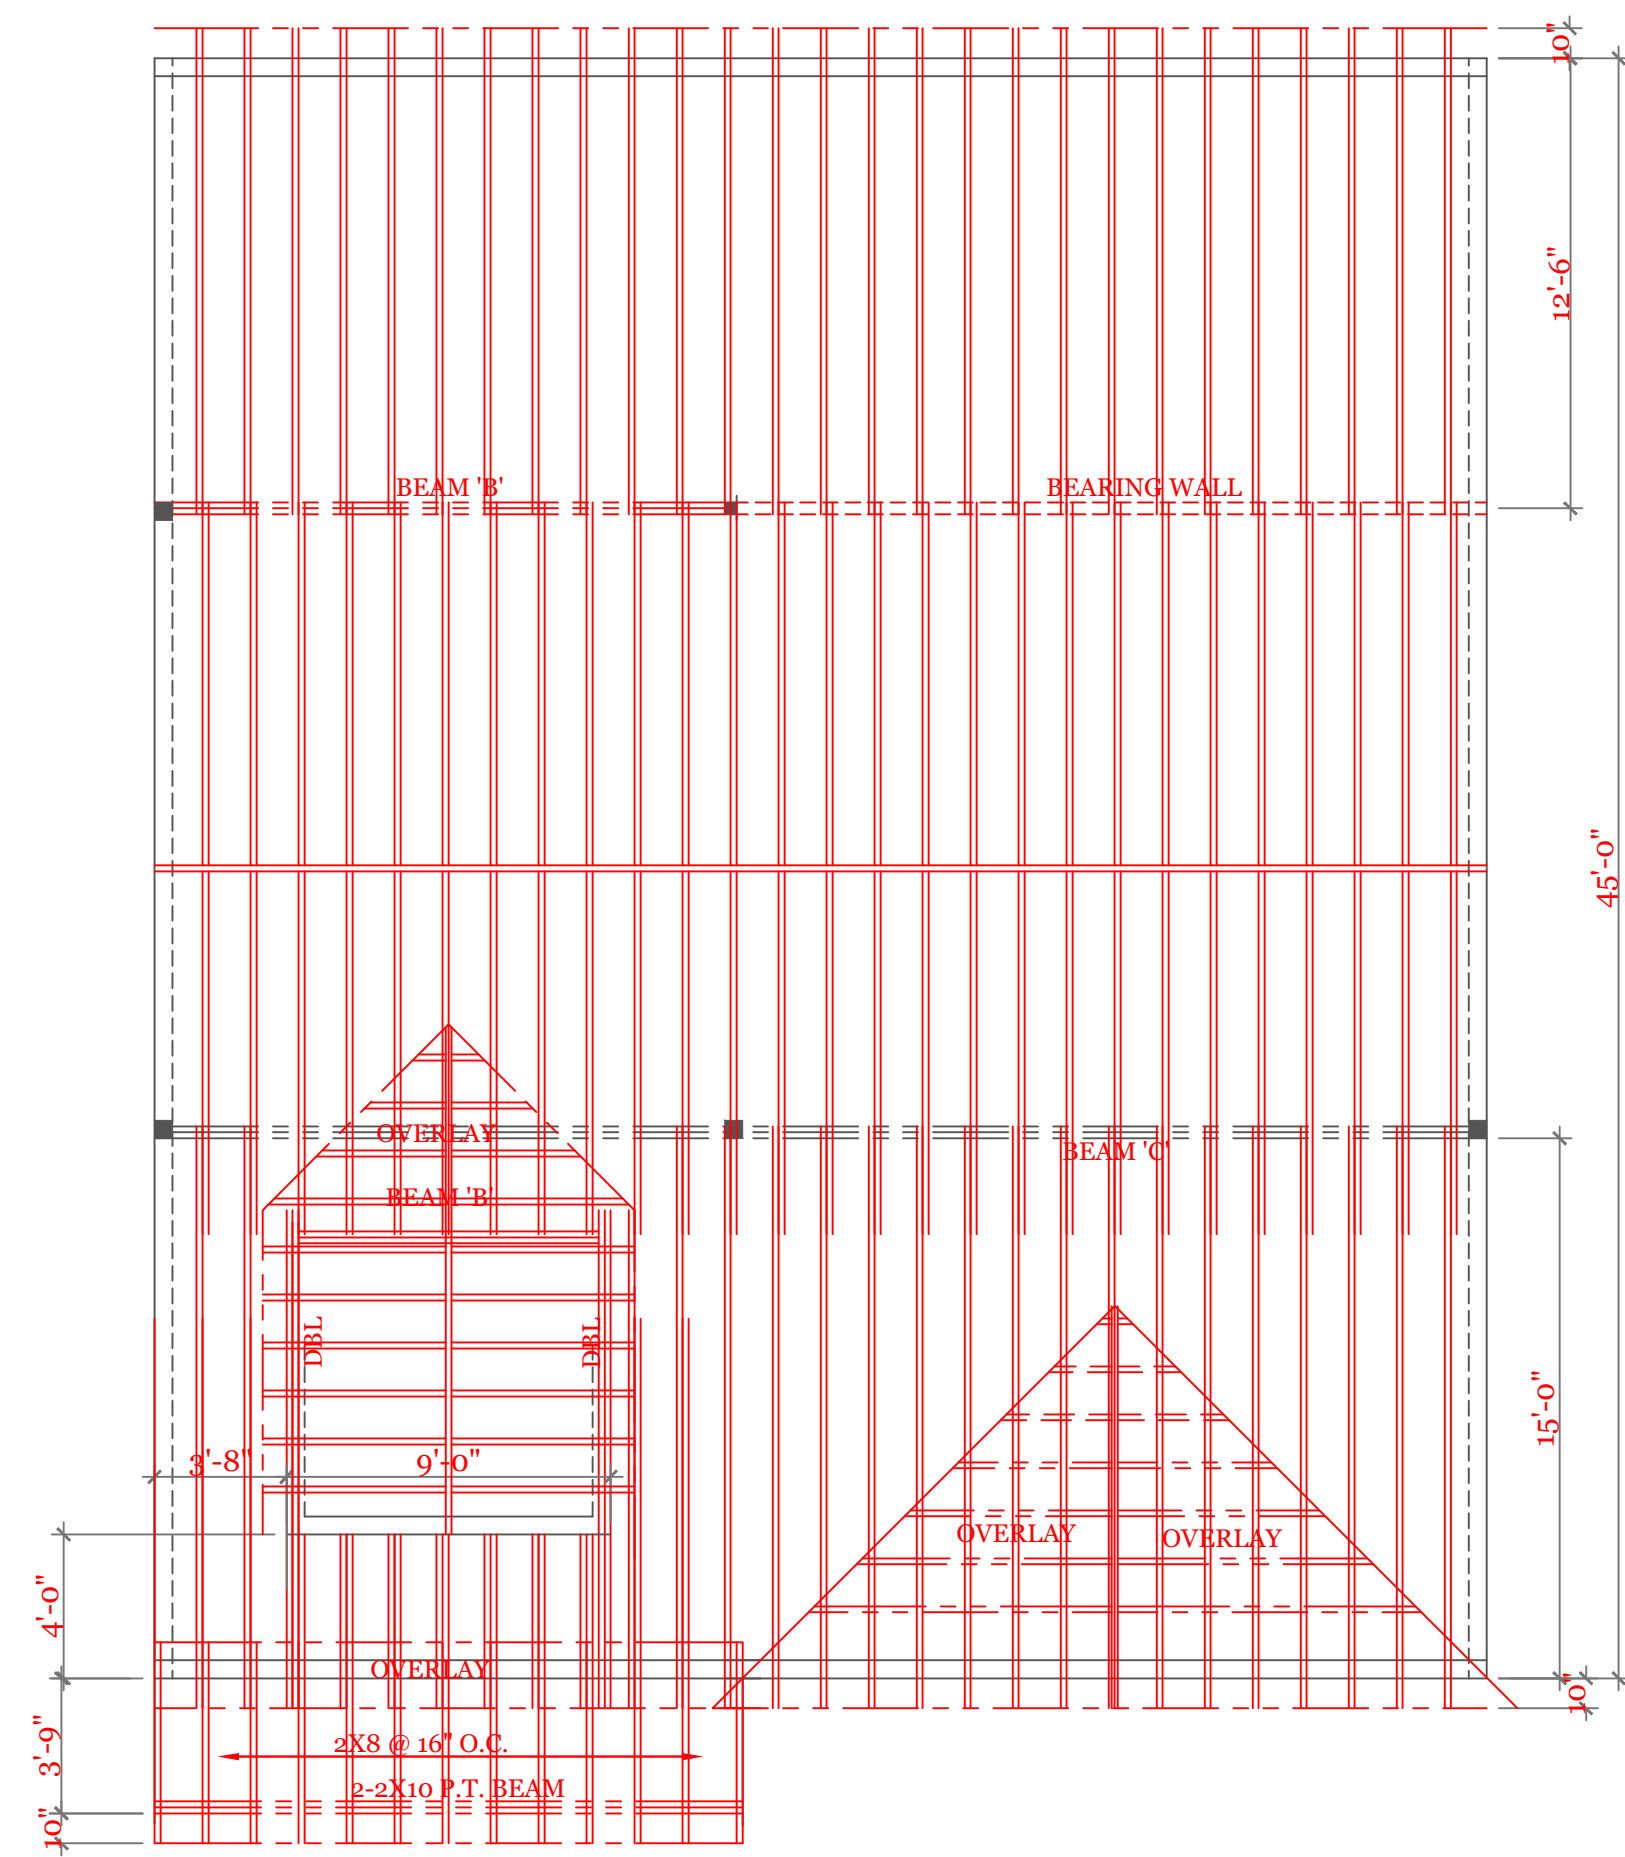 10"
12'-6"
BEAM 'B'
BEARING WALL
45'-0"
OVERLAY
BEAM 'C'
BEAM 'B'
DBL
DBL
15'-0"
3'-8"
9'-0"
OVERLAY
OVERLAY
4'-0"
OVERLAY
10"
3'-9"
2X8 @ 16" O.C.
2-2X10 P.T. BEAM
10"